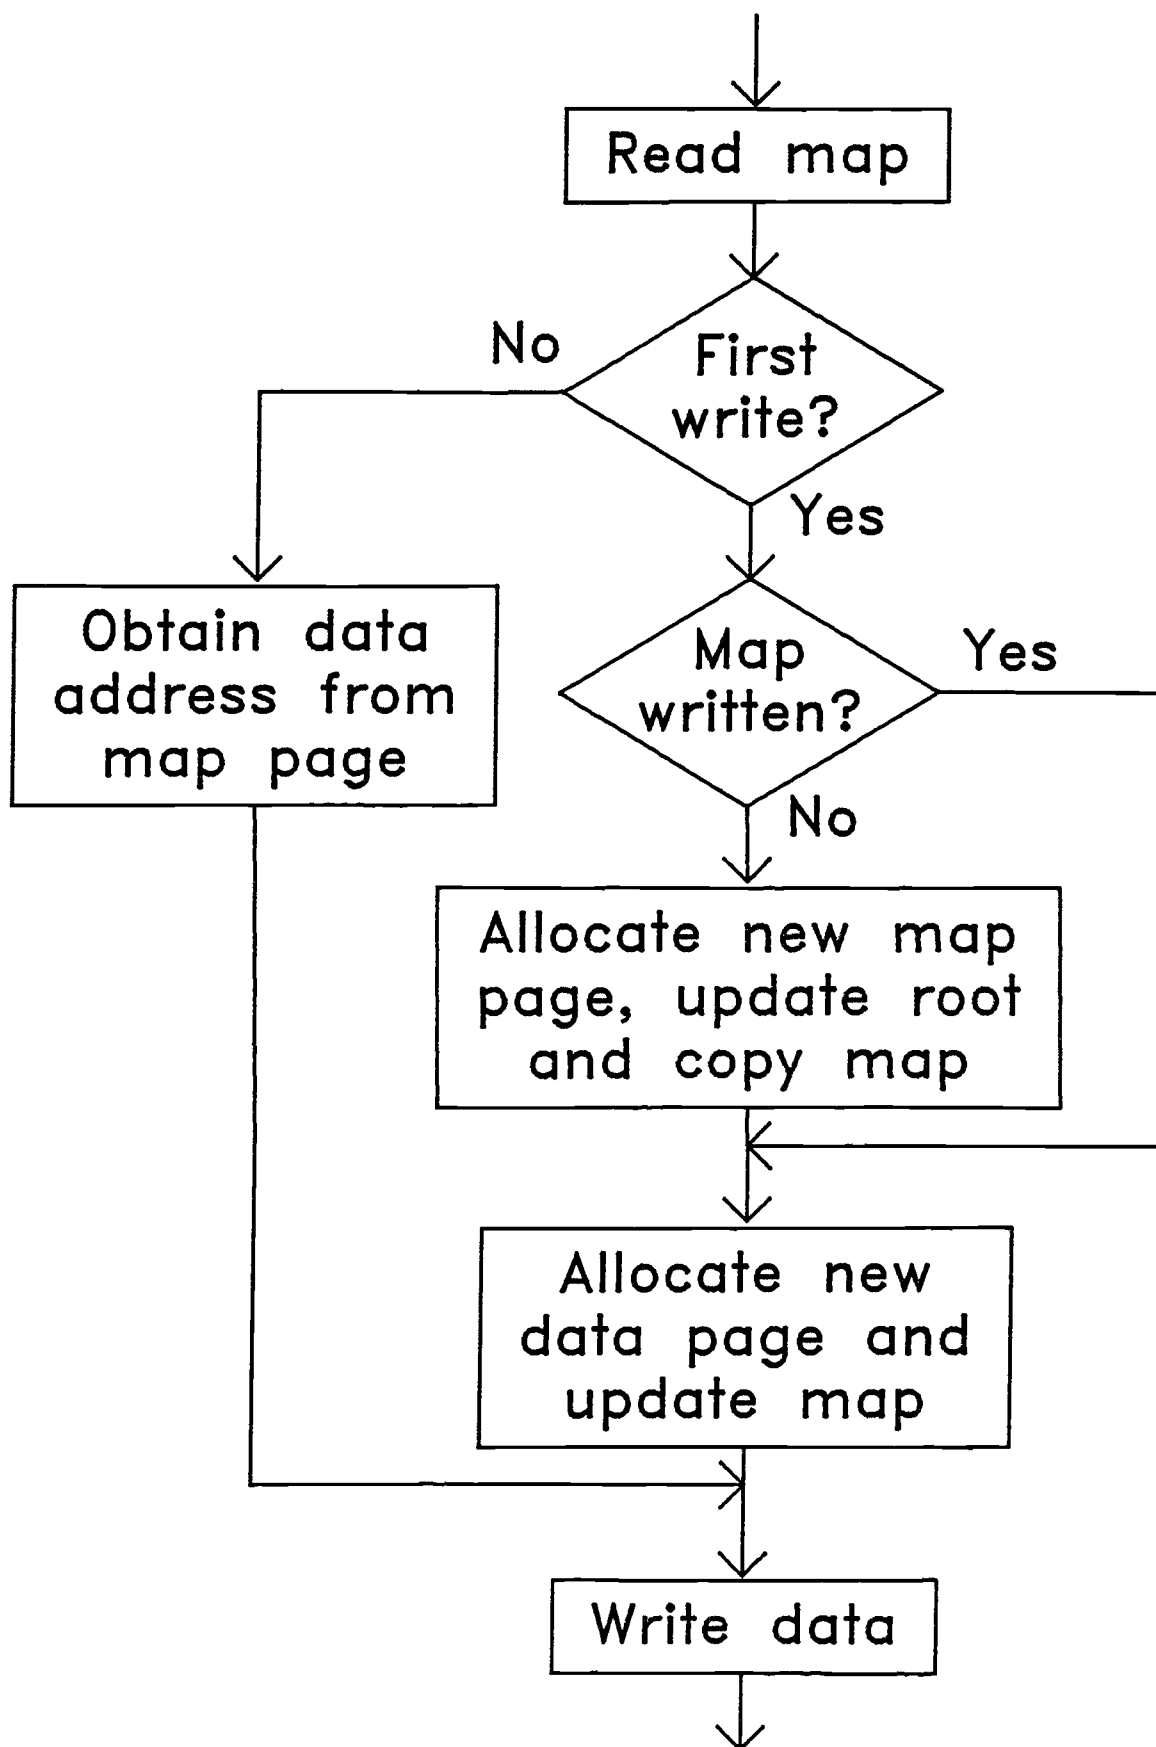 Read map
First
write?
No
Yes
Obtain data
address from
map page
Map
written?
Yes
No
Allocate new map
page, update root
and copy map
Allocate new
data page and
update map
Write data